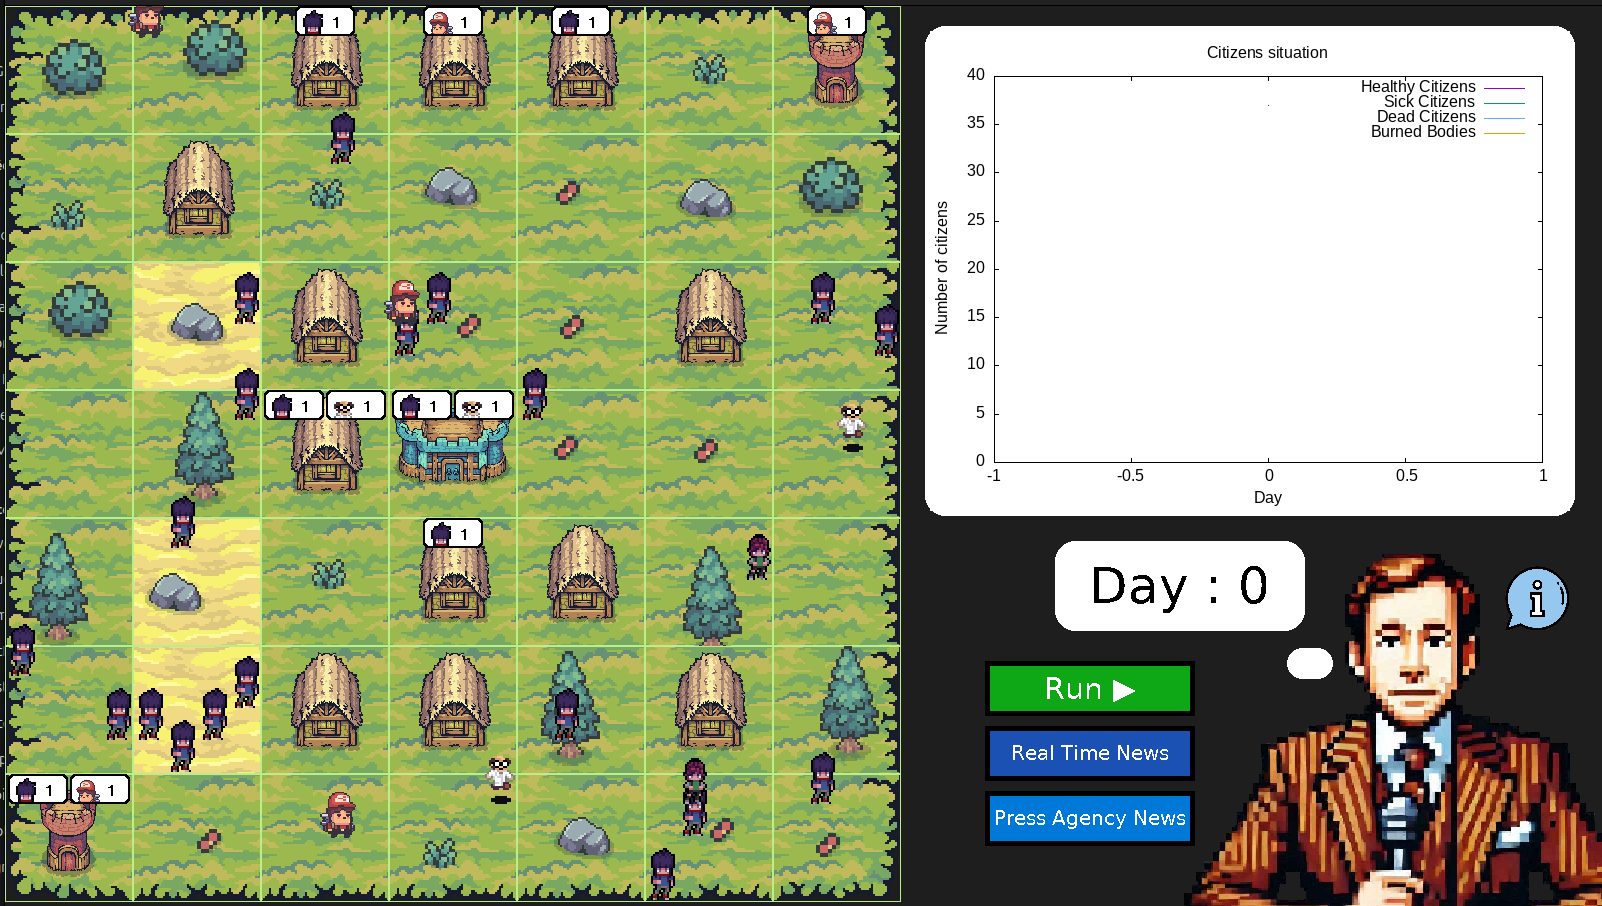 1
1
1
1
1 1 1 1
1
1 1
Citizens situation
Number of citizens
40
35
30
25
20
15
10
5
0
Healthy Citizens
Sick Citizens
Dead Citizens
Burned Bodies
-1 -0.5 0 0.5 1
Day
Day : 0
i
Run ▶
Real Time News
Press Agency News